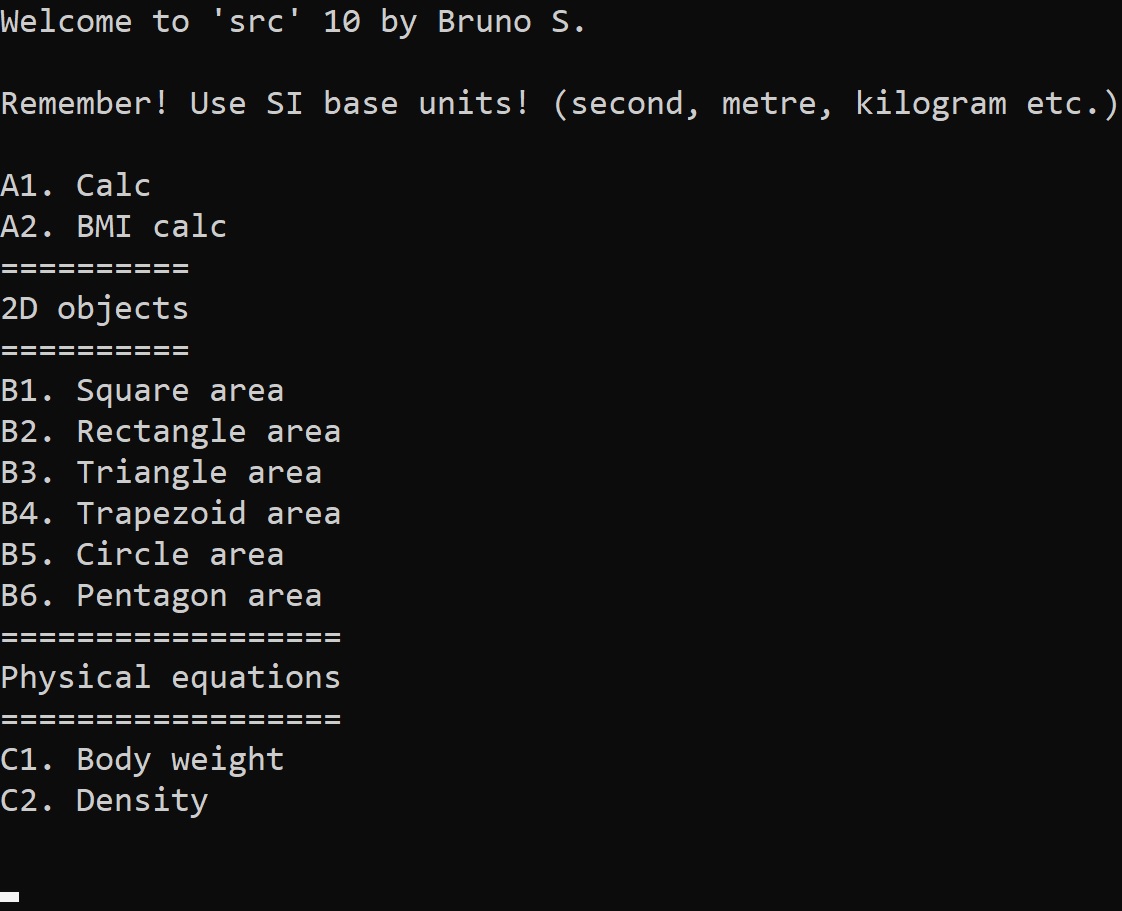 Welcome to 'src' 10 by Bruno S.
Remember! Use SI base units! (second, metre, kilogram etc.)
A1. Calc
A2. BMI calc
==========
2D objects
==========
B1. Square area
B2. Rectangle area
B3. Triangle area
B4. Trapezoid area
B5. Circle area
B6. Pentagon area
==================
Physical equations
==================
C1. Body weight
C2. Density